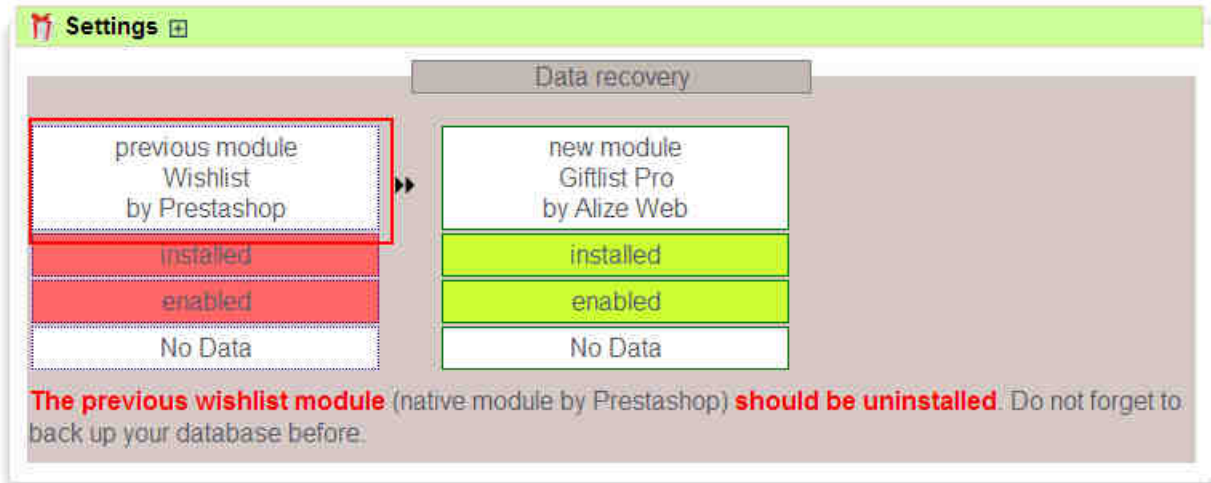 Settings
Data recovery
previous module
Wishlist
by Prestashop
installed
enabled
No Data
new module
Giftlist Pro
by Alize Web
installed
enabled
No Data
The previous wishlist module (native module by Prestashop) should be uninstalled. Do not forget to
back up your database before.